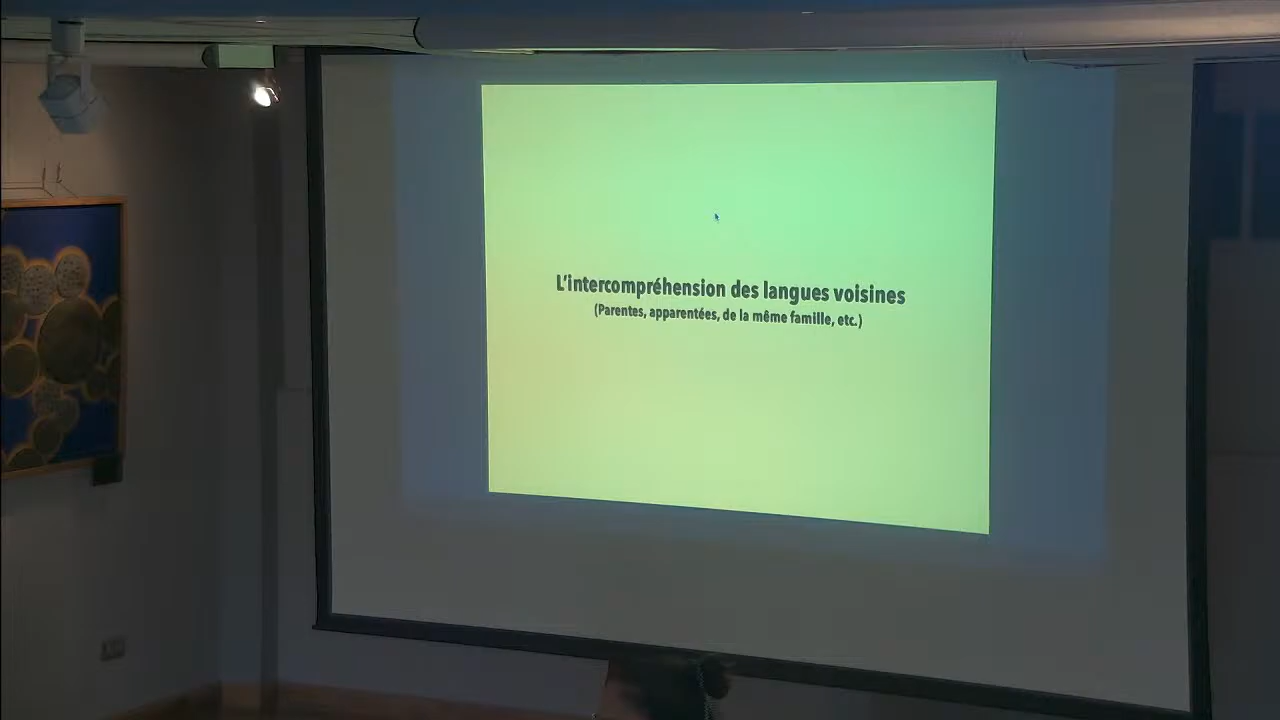 L'intercompréhension des langues voisines
(Parentes, apparentées, de la même famille, etc.)